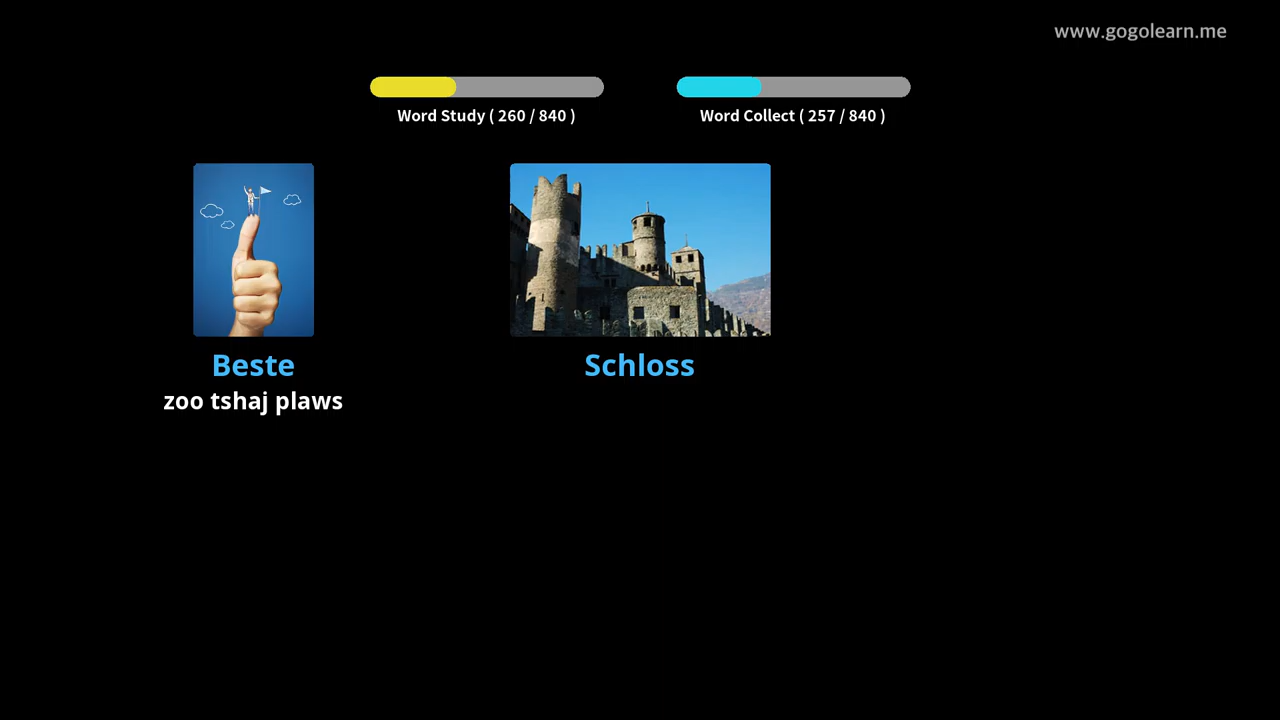 www.gogolearn.me
Word Study ( 260 / 840 )
Word Collect ( 257 / 840 )
Beste
zoo tshaj plaws
Schloss